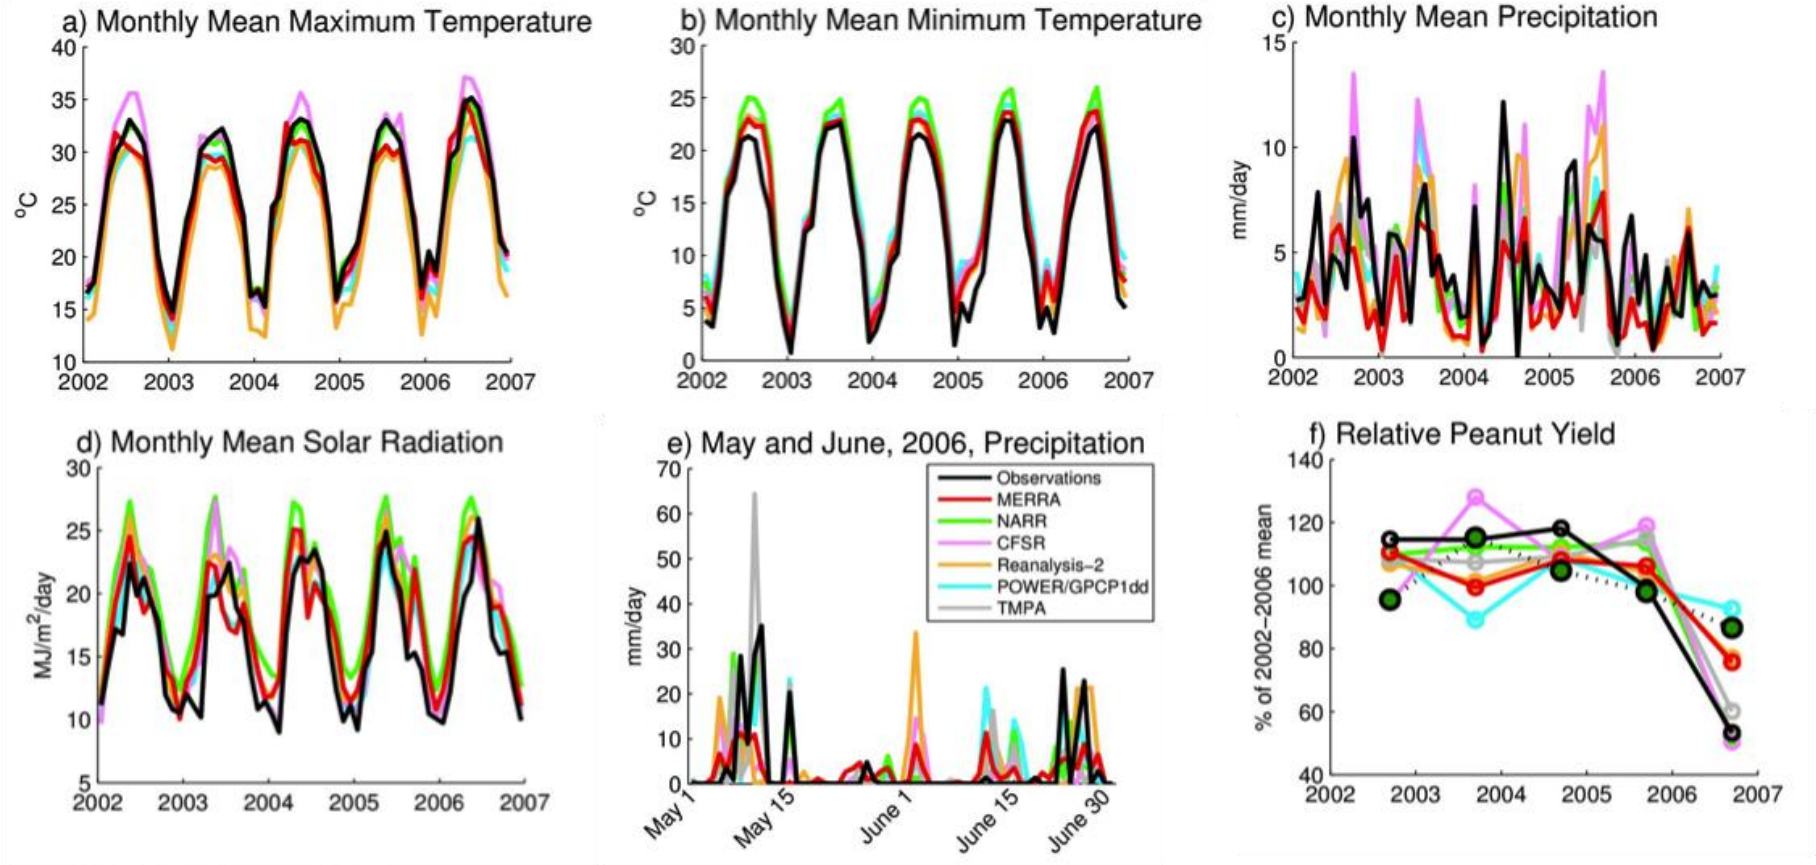 a) Monthly Mean Maximum Temperature
40
35
30
25
20
15
10
°C
2002 2003 2004 2005 2006 2007
b) Monthly Mean Minimum Temperature
30
25
20
15
10
5
0
°C
2002 2003 2004 2005 2006 2007
c) Monthly Mean Precipitation
15
10
5
0
mm/day
2002 2003 2004 2005 2006 2007
d) Monthly Mean Solar Radiation
30
25
20
15
10
5
MJ/m²/day
2002 2003 2004 2005 2006 2007
e) May and June, 2006, Precipitation
70
60
50
40
30
20
10
0
mm/day
Observations
MERRA
NARR
CFSR
Reanalysis-2
POWER/GPCP1dd
TMPA
May 1 May 15 June 1 June 15 June 30
f) Relative Peanut Yield
140
120
100
80
60
40
% of 2002-2006 mean
2002 2003 2004 2005 2006 2007